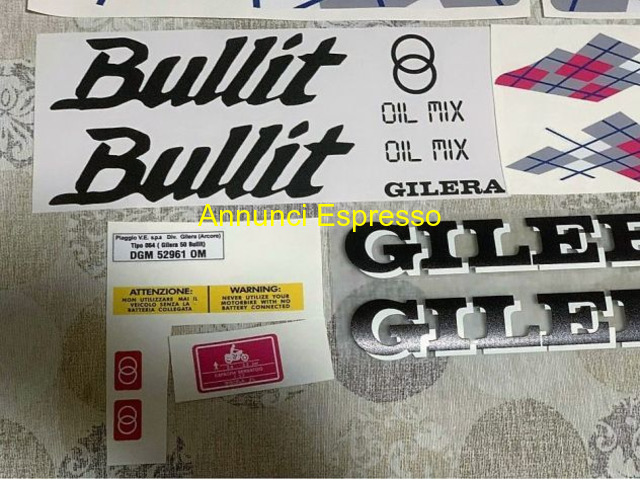 Bullit
OIL MIX
Bullit
OIL MIX
GILERA
Annunci Espresso
Piaggio V.E. s.p.a Div. Gilera (Arcore)
Tipo 064 ( Gilera 50 Bullit)
DGM 52961 OM
ATTENZIONE:
NON UTILIZZARE MAI IL
VEICOLO SENZA LA
BATTERIA COLLEGATA
WARNING:
NEVER UTILIZE YOUR
MOTORBIKE WITH NO
BATTERY CONNECTED
GILE
GILE